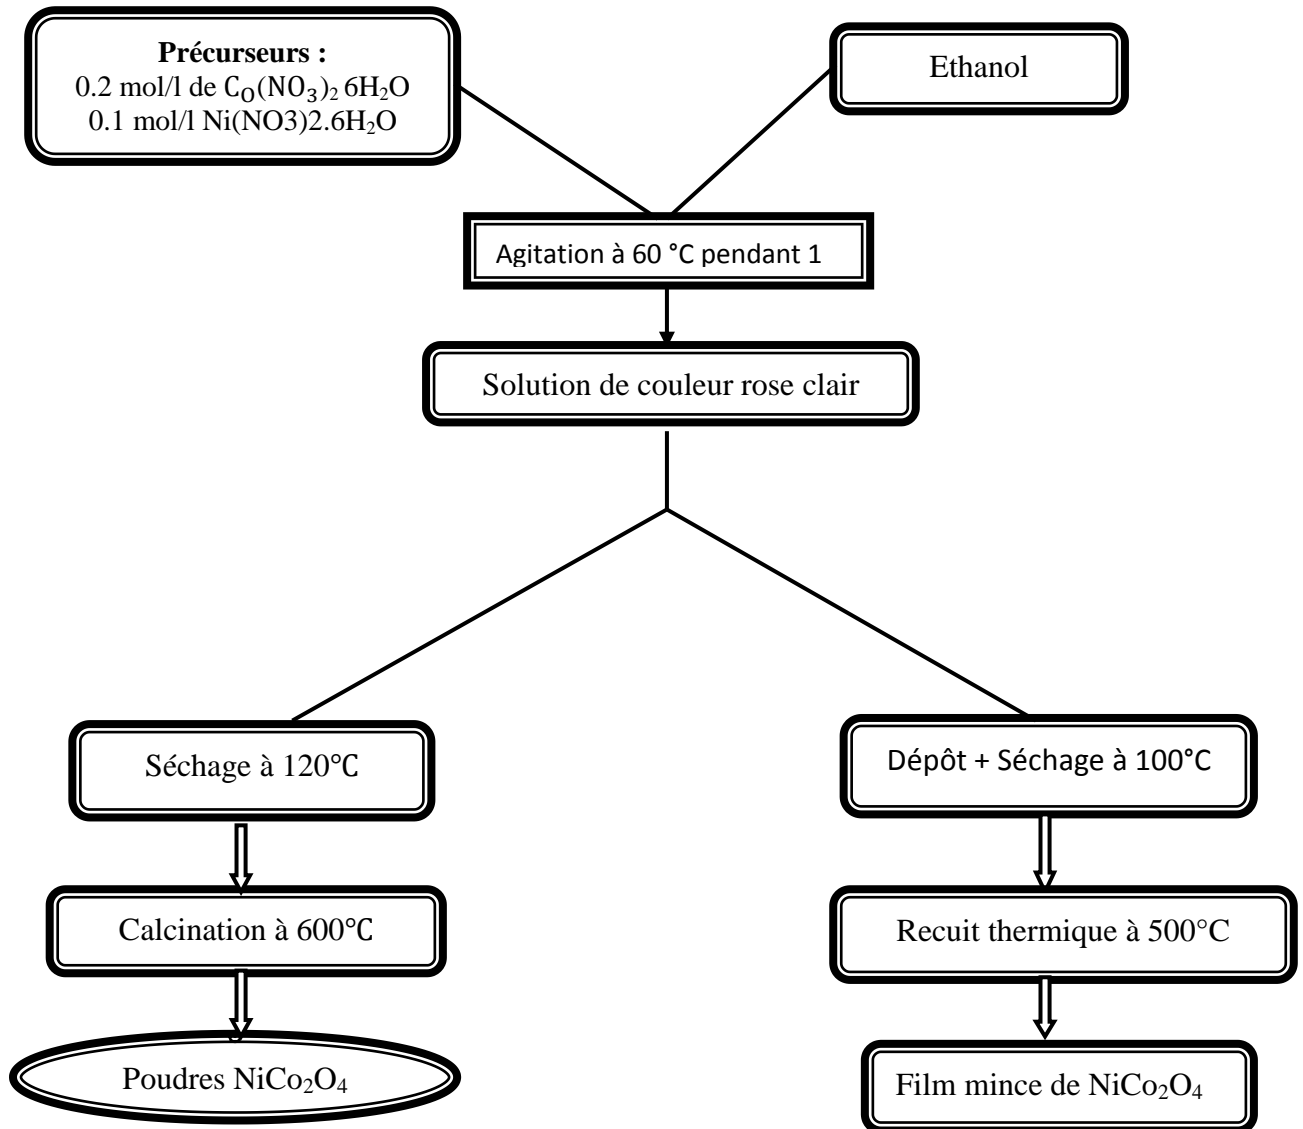 Précurseurs :
0.2 mol/l de C₀(NO₃)₂ 6H₂O
0.1 mol/l Ni(NO3)2.6H₂O
Ethanol
Agitation à 60 °C pendant 1
Solution de couleur rose clair
Séchage à 120°C
Dépôt + Séchage à 100°C
Calcination à 600°C
Recuit thermique à 500°C
Poudres NiCo₂O₄
Film mince de NiCo₂O₄